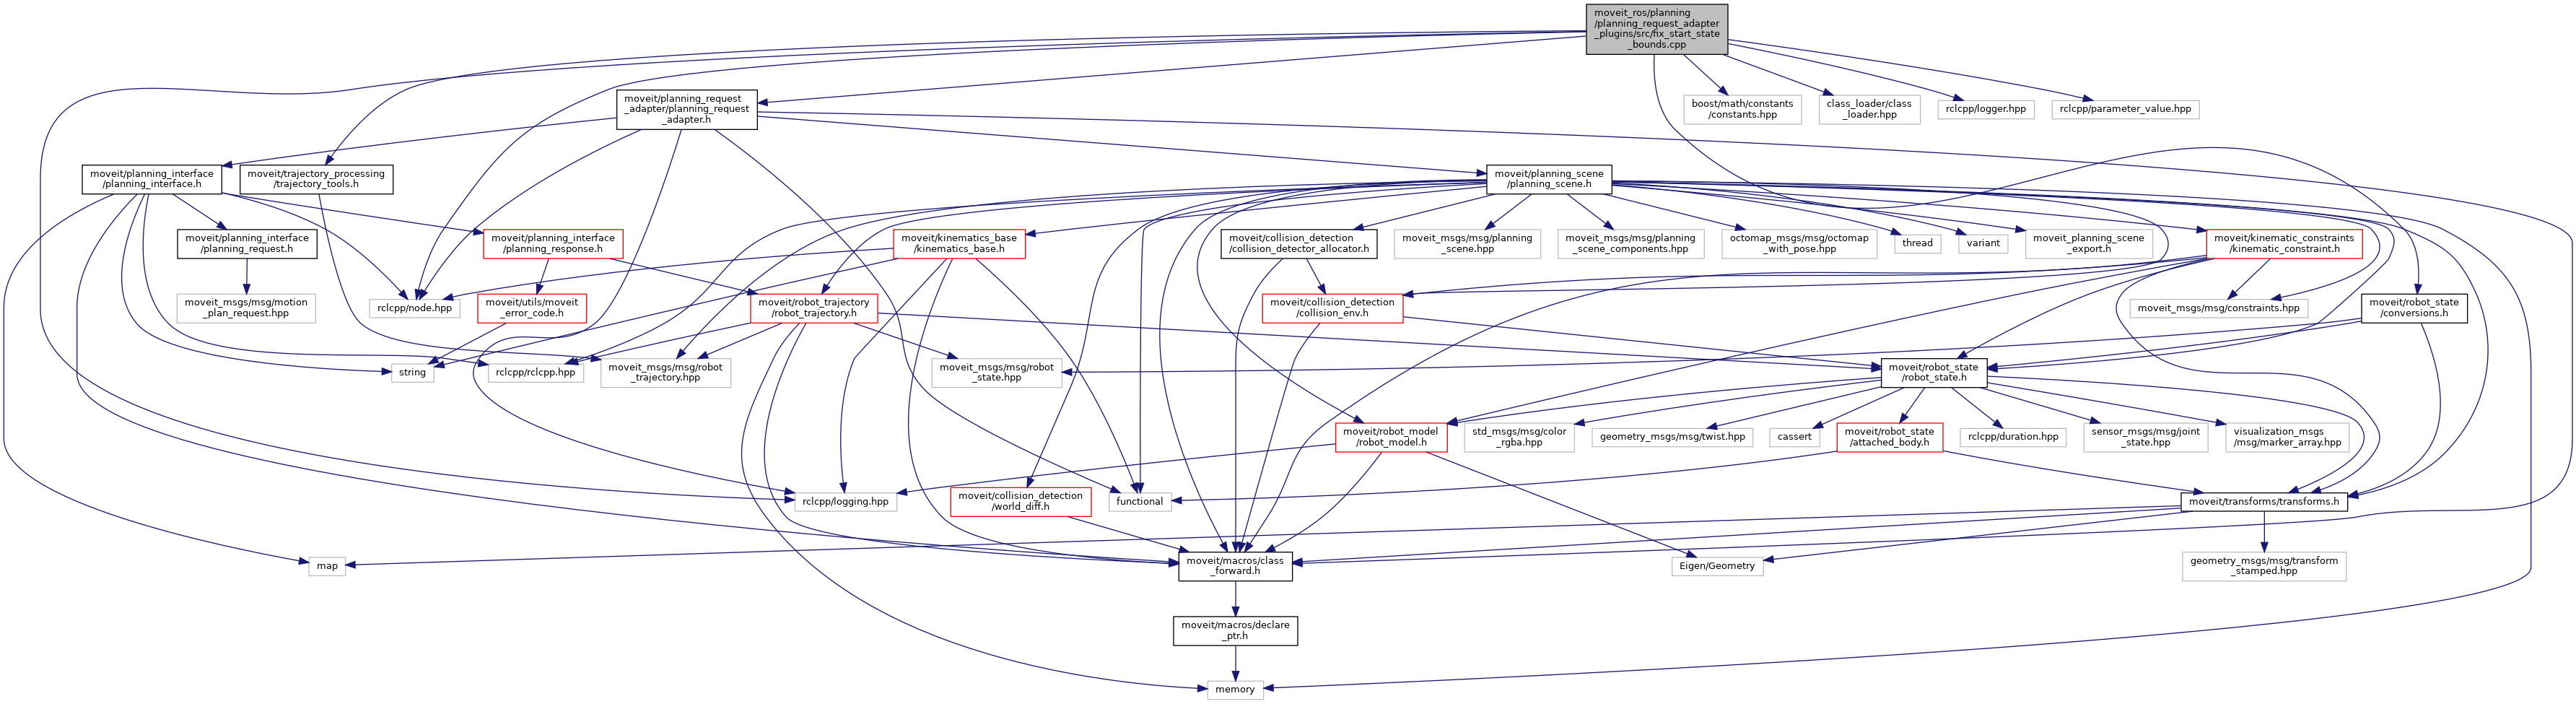 moveit_ros/planning
/planning_request_adapter
_plugins/src/fix_start_state
_bounds.cpp
moveit/planning_request
_adapter/planning_request
_adapter.h
boost/math/constants
/constants.hpp
class_loader/class
_loader.hpp
rclcpp/logger.hpp
rclcpp/parameter_value.hpp
moveit/planning_interface
/planning_interface.h
moveit/trajectory_processing
/trajectory_tools.h
moveit/planning_scene
/planning_scene.h
moveit/planning_interface
/planning_request.h
moveit/planning_interface
/planning_response.h
moveit/kinematics_base
/kinematics_base.h
moveit/collision_detection
/collision_detector_allocator.h
moveit_msgs/msg/planning
_scene.hpp
moveit_msgs/msg/planning
_scene_components.hpp
octomap_msgs/msg/octomap
_with_pose.hpp
thread
variant
moveit_planning_scene
_export.h
moveit/kinematic_constraints
/kinematic_constraint.h
moveit_msgs/msg/motion
_plan_request.hpp
rclcpp/node.hpp
moveit/utils/moveit
_error_code.h
moveit/robot_trajectory
/robot_trajectory.h
moveit/collision_detection
/collision_env.h
moveit_msgs/msg/constraints.hpp
moveit/robot_state
/conversions.h
string
rclcpp/rclcpp.hpp
moveit_msgs/msg/robot
_trajectory.hpp
moveit_msgs/msg/robot
_state.hpp
moveit/robot_state
/robot_state.h
moveit/robot_model
/robot_model.h
std_msgs/msg/color
_rgba.hpp
geometry_msgs/msg/twist.hpp
cassert
moveit/robot_state
/attached_body.h
rclcpp/duration.hpp
sensor_msgs/msg/joint
_state.hpp
visualization_msgs
/msg/marker_array.hpp
rclcpp/logging.hpp
moveit/collision_detection
/world_diff.h
functional
moveit/transforms/transforms.h
map
moveit/macros/class
_forward.h
Eigen/Geometry
geometry_msgs/msg/transform
_stamped.hpp
moveit/macros/declare
_ptr.h
memory